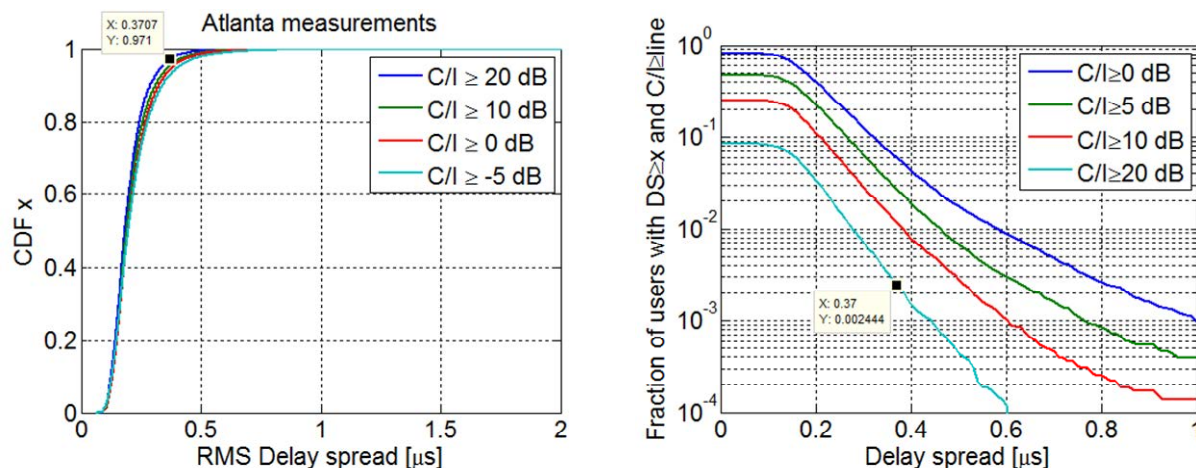 Atlanta measurements
X: 0.3707
Y: 0.971
1
0.8
0.6
0.4
0.2
0
CDF x
C/I ≥ 20 dB
C/I ≥ 10 dB
C/I ≥ 0 dB
C/I ≥ -5 dB
0
0.5
1
1.5
2
RMS Delay spread [μs]
Fraction of users with DS≥x and C/I≥line
10^0
10^-1
10^-2
10^-3
10^-4
C/I≥0 dB
C/I≥5 dB
C/I≥10 dB
C/I≥20 dB
X: 0.37
Y: 0.002444
0
0.2
0.4
0.6
0.8
1
Delay spread [μs]